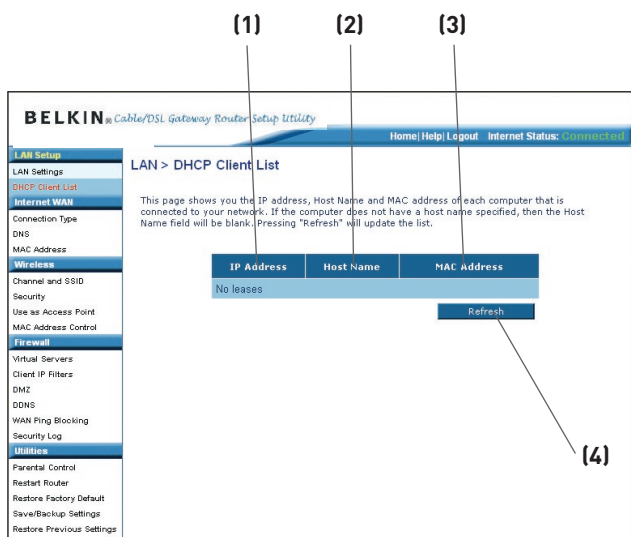 (1) (2) (3)
BELKIN® Cable/DSL Gateway Router Setup Utility
Home| Help| Logout Internet Status: Connected
LAN Setup
LAN Settings
DHCP Client List
Internet WAN
Connection Type
DNS
MAC Address
Wireless
Channel and SSID
Security
Use as Access Point
MAC Address Control
Firewall
Virtual Servers
Client IP Filters
DMZ
DDNS
WAN Ping Blocking
Security Log
Utilities
Parental Control
Restart Router
Restore Factory Default
Save/Backup Settings
Restore Previous Settings
LAN > DHCP Client List
This page shows you the IP address, Host Name and MAC address of each computer that is
connected to your network. If the computer does not have a host name specified, then the Host
Name field will be blank. Pressing "Refresh" will update the list.
IP Address Host Name MAC Address
No leases
Refresh
(4)